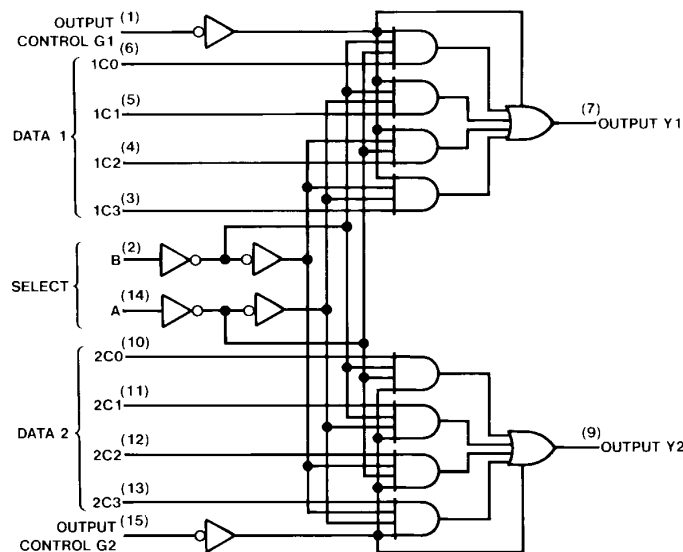 OUTPUT (1)
CONTROL G1
(6)
1C0
(5)
1C1
DATA 1
(4)
1C2
(3)
1C3
(7)
OUTPUT Y1
(2)
B
SELECT
(14)
A
(10)
2C0
(11)
2C1
DATA 2
(12)
2C2
(13)
2C3
(9)
OUTPUT Y2
OUTPUT (15)
CONTROL G2